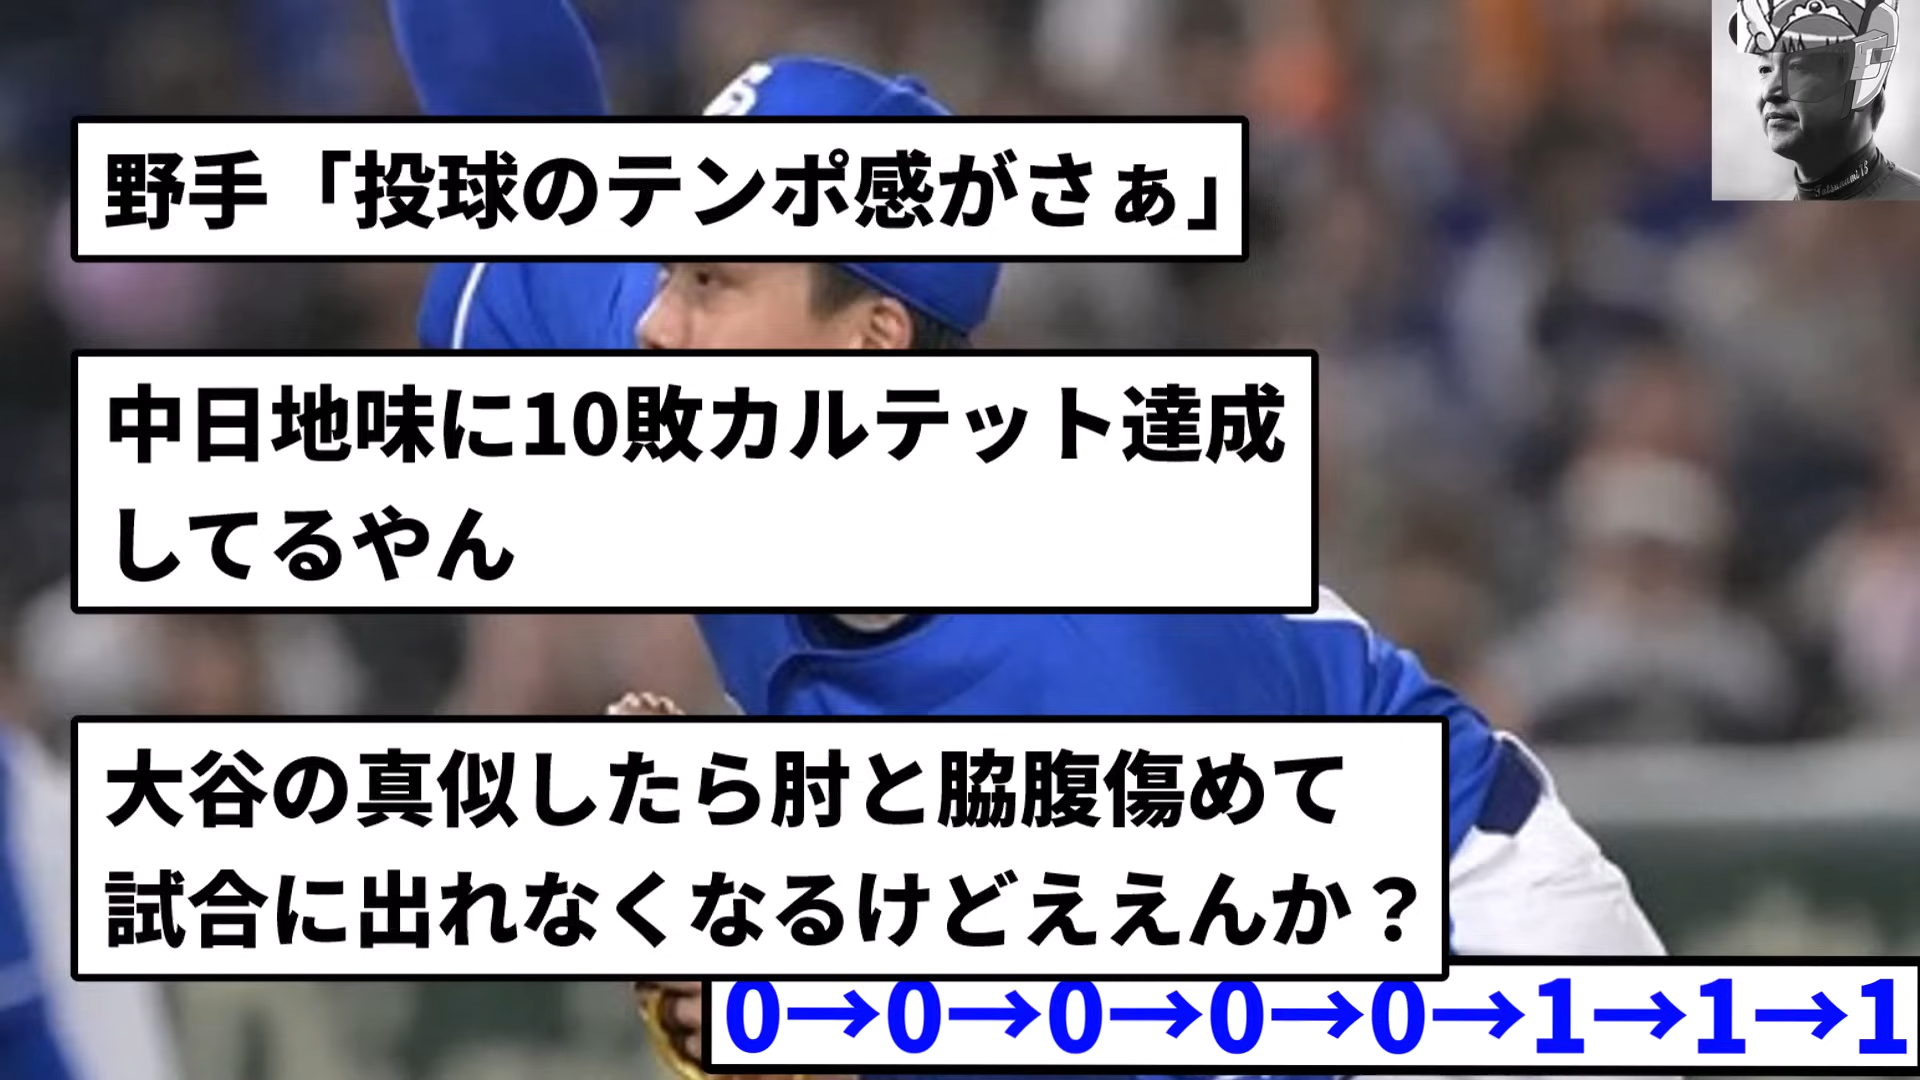 野手「投球のテンポ感がさぁ」
中日地味に10敗カルテット達成
してるやん
大谷の真似したら肘と脇腹傷めて
試合に出れなくなるけどええんか？
0→0→0→0→0→1→1→1
Tatsunami 15